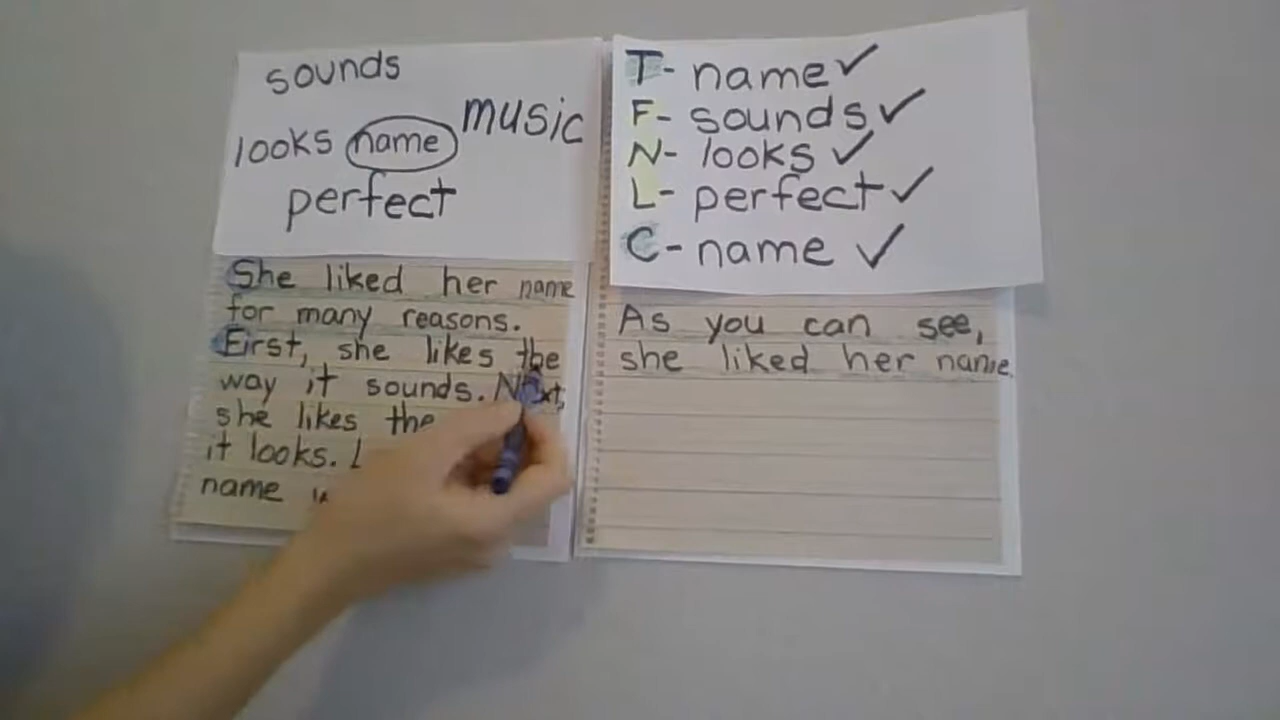 sounds
music
looks name
perfect
T- name ✓
F- sounds ✓
N- looks ✓
L- perfect ✓
C- name ✓
She liked her name
for many reasons.
First, she likes the
way it sounds. Next,
she likes the
it looks. L
name
As you can see,
she liked her name.